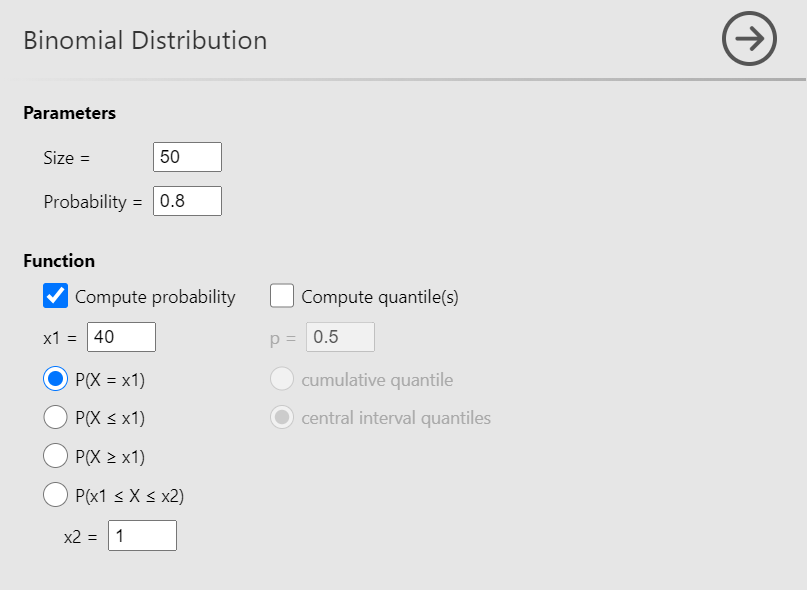 Binomial Distribution
Parameters
Size = 50
Probability = 0.8
Function
Compute probability Compute quantile(s)
x1 = 40 p = 0.5
P(X = x1) cumulative quantile
P(X ≤ x1) central interval quantiles
P(X ≥ x1)
P(x1 ≤ X ≤ x2)
x2 = 1